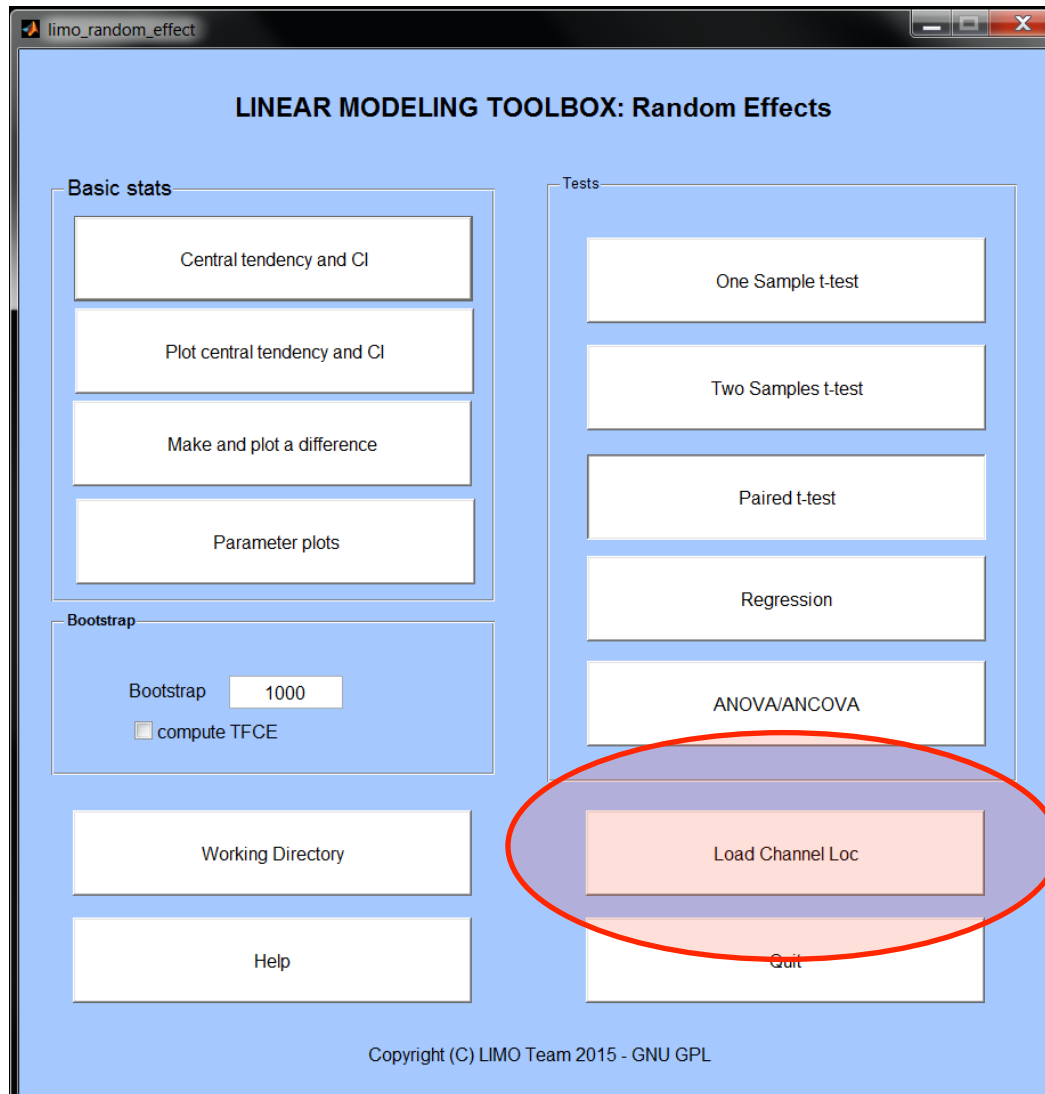 limo_random_effect
LINEAR MODELING TOOLBOX: Random Effects
Basic stats
Central tendency and CI
Plot central tendency and CI
Make and plot a difference
Parameter plots
Bootstrap
Bootstrap 1000
compute TFCE
Working Directory
Help
Tests
One Sample t-test
Two Samples t-test
Paired t-test
Regression
ANOVA/ANCOVA
Load Channel Loc
Quit
Copyright (C) LIMO Team 2015 - GNU GPL